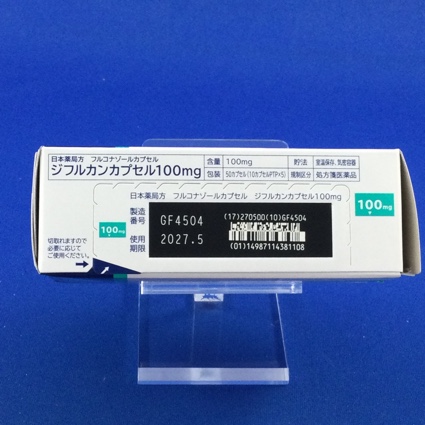 日本薬局方 フルコナゾールカプセル
ジフルカンカプセル100mg
含量 100mg 貯法 室温保存、気密容器
包装 50カプセル(10カプセルPTP×5) 規制区分 処方箋医薬品
日本薬局方 フルコナゾールカプセル ジフルカンカプセル100mg
100mg
100mg
製造番号 GF4504
使用期限 2027.5
(17)270500(10)GF4504
(01)14987114381108
切取れますので
必要に応じて
ご使用ください。